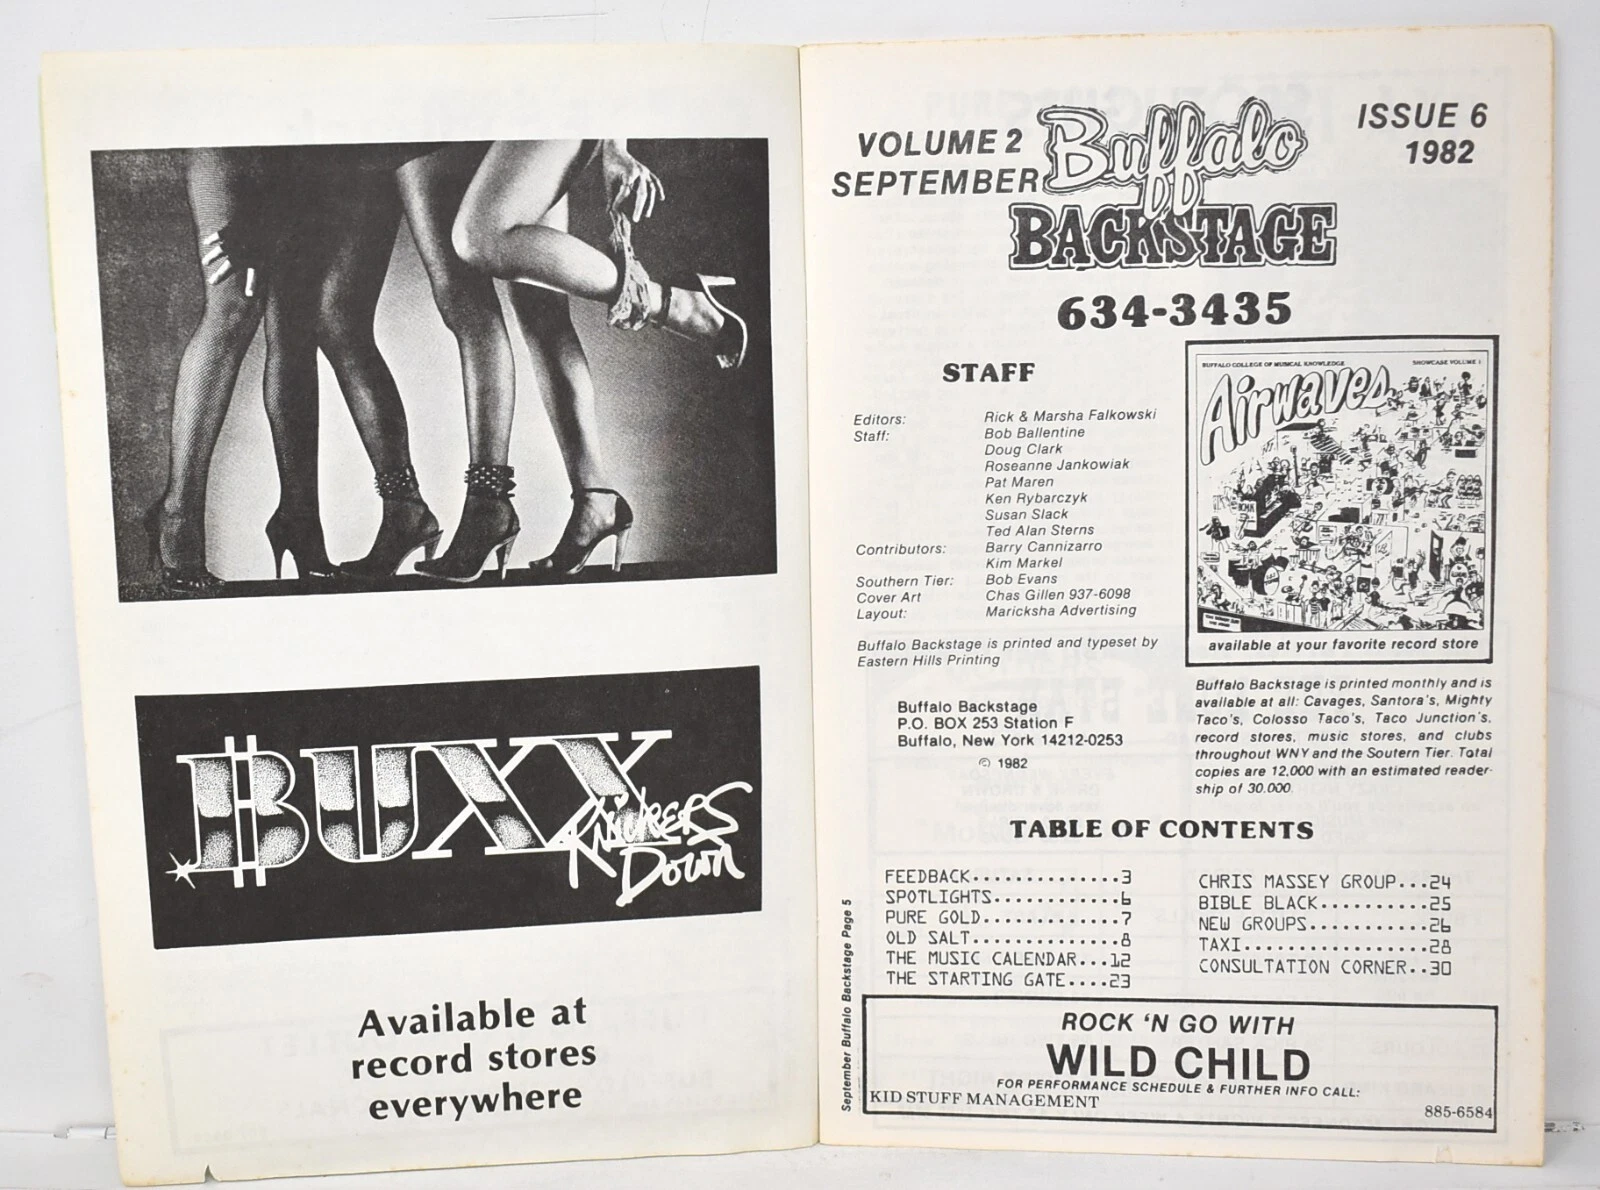 BUXX
KNICKERS
DOWN
Available at
record stores
everywhere
VOLUME 2
SEPTEMBER
Buffalo
BACKSTAGE
ISSUE 6
1982
634-3435
STAFF
Editors: Rick & Marsha Falkowski
Staff: Bob Ballentine
Doug Clark
Roseanne Jankowiak
Pat Maren
Ken Rybarczyk
Susan Slack
Ted Alan Sterns
Contributors: Barry Cannizarro
Kim Markel
Southern Tier: Bob Evans
Cover Art Chas Gillen 937-6098
Layout: Maricksha Advertising
Buffalo Backstage is printed and typeset by
Eastern Hills Printing
Buffalo Backstage
P.O. BOX 253 Station F
Buffalo, New York 14212-0253
© 1982
BUFFALO COLLEGE OF MUSICAL KNOWLEDGE SHOWCASE VOLUME 1
Airwaves
available at your favorite record store
Buffalo Backstage is printed monthly and is
available at all: Cavages, Santora's, Mighty
Taco's, Colosso Taco's, Taco Junction's,
record stores, music stores, and clubs
throughout WNY and the Soutern Tier. Total
copies are 12,000 with an estimated reader-
ship of 30.000.
TABLE OF CONTENTS
FEEDBACK..............3
SPOTLIGHTS............6
PURE GOLD.............7
OLD SALT..............8
THE MUSIC CALENDAR...12
THE STARTING GATE....23
CHRIS MASSEY GROUP...24
BIBLE BLACK..........25
NEW GROUPS...........26
TAXI.................28
CONSULTATION CORNER..30
September Buffalo Backstage Page 5
ROCK 'N GO WITH
WILD CHILD
FOR PERFORMANCE SCHEDULE & FURTHER INFO CALL:
KID STUFF MANAGEMENT 885-6584